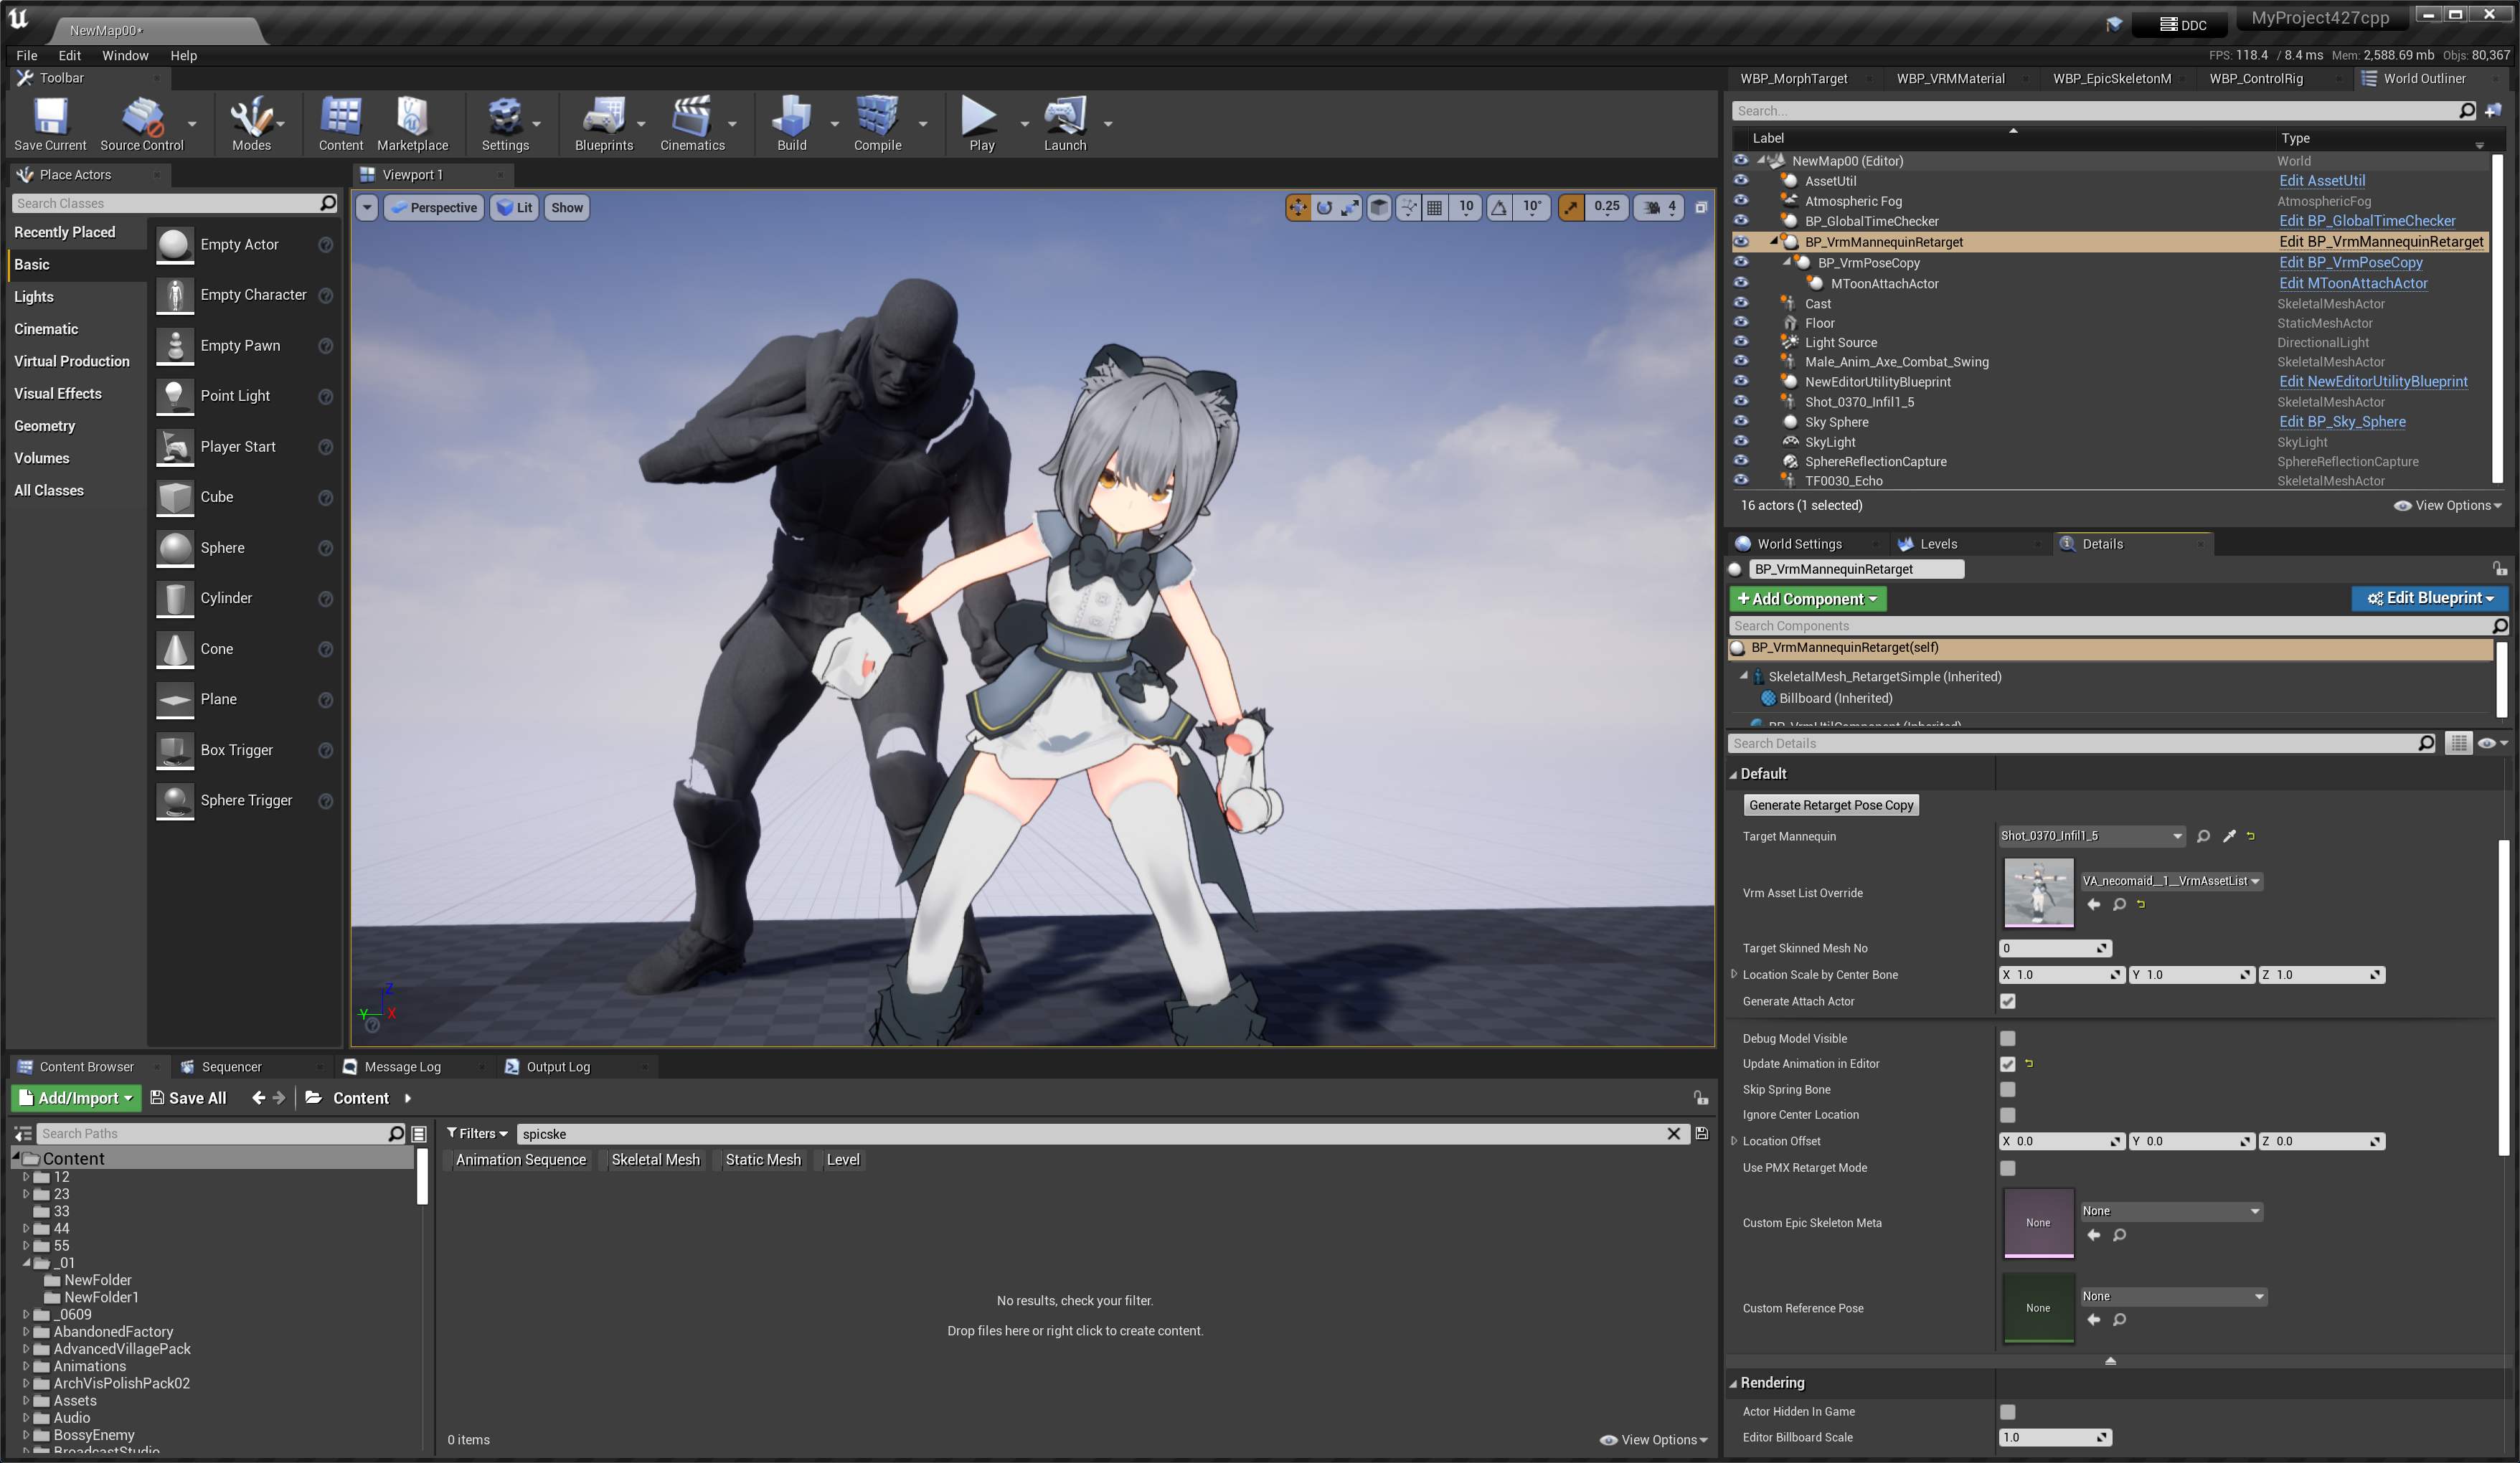 NewMap00*
DDC
MyProject427cpp
File Edit Window Help
FPS: 118.4 / 8.4 ms Mem: 2,588.69 mb Objs: 80,367
Toolbar
Save Current
Source Control
Modes
Content
Marketplace
Settings
Blueprints
Cinematics
Build
Compile
Play
Launch
Place Actors
Search Classes
Recently Placed
Basic
Lights
Cinematic
Virtual Production
Visual Effects
Geometry
Volumes
All Classes
Empty Actor
Empty Character
Empty Pawn
Point Light
Player Start
Cube
Sphere
Cylinder
Cone
Plane
Box Trigger
Sphere Trigger
Viewport 1
Perspective Lit Show
10 10° 0.25 4
Z
Y X
WBP_MorphTarget WBP_VRMMaterial WBP_EpicSkeletonM WBP_ControlRig World Outliner
Search...
Label Type
NewMap00 (Editor) World
AssetUtil Edit AssetUtil
Atmospheric Fog AtmosphericFog
BP_GlobalTimeChecker Edit BP_GlobalTimeChecker
BP_VrmMannequinRetarget Edit BP_VrmMannequinRetarget
BP_VrmPoseCopy Edit BP_VrmPoseCopy
MToonAttachActor Edit MToonAttachActor
Cast SkeletalMeshActor
Floor StaticMeshActor
Light Source DirectionalLight
Male_Anim_Axe_Combat_Swing SkeletalMeshActor
NewEditorUtilityBlueprint Edit NewEditorUtilityBlueprint
Shot_0370_Infil1_5 SkeletalMeshActor
Sky Sphere Edit BP_Sky_Sphere
SkyLight SkyLight
SphereReflectionCapture SphereReflectionCapture
TF0030_Echo SkeletalMeshActor
16 actors (1 selected) View Options
World Settings Levels Details
BP_VrmMannequinRetarget
+ Add Component Edit Blueprint
Search Components
BP_VrmMannequinRetarget(self)
SkeletalMesh_RetargetSimple (Inherited)
Billboard (Inherited)
BP_VrmUtilComponent (Inherited)
Search Details
Default
Generate Retarget Pose Copy
Target Mannequin Shot_0370_Infil1_5
Vrm Asset List Override VA_necomaid__1__VrmAssetList
Target Skinned Mesh No 0
Location Scale by Center Bone X 1.0 Y 1.0 Z 1.0
Generate Attach Actor
Debug Model Visible
Update Animation in Editor
Skip Spring Bone
Ignore Center Location
Location Offset X 0.0 Y 0.0 Z 0.0
Use PMX Retarget Mode
Custom Epic Skeleton Meta None None
Custom Reference Pose None None
Rendering
Actor Hidden In Game
Editor Billboard Scale 1.0
Content Browser Sequencer Message Log Output Log
Add/Import Save All Content
Search Paths
Content
12
23
33
44
55
_01
NewFolder
NewFolder1
_0609
AbandonedFactory
AdvancedVillagePack
Animations
ArchVisPolishPack02
Assets
Audio
BossyEnemy
BroadcastStudio
Filters spicske
Animation Sequence Skeletal Mesh Static Mesh Level
No results, check your filter.
Drop files here or right click to create content.
0 items View Options